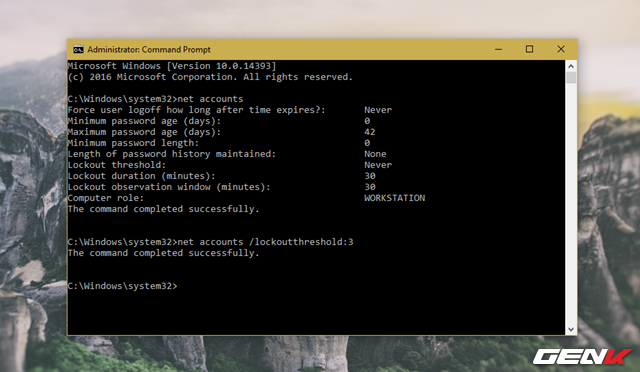 Administrator: Command Prompt
Microsoft Windows [Version 10.0.14393]
(c) 2016 Microsoft Corporation. All rights reserved.
C:\Windows\system32>net accounts
Force user logoff how long after time expires?: Never
Minimum password age (days): 0
Maximum password age (days): 42
Minimum password length: 0
Length of password history maintained: None
Lockout threshold: Never
Lockout duration (minutes): 30
Lockout observation window (minutes): 30
Computer role: WORKSTATION
The command completed successfully.
C:\Windows\system32>net accounts /lockoutthreshold:3
The command completed successfully.
C:\Windows\system32>
GENK